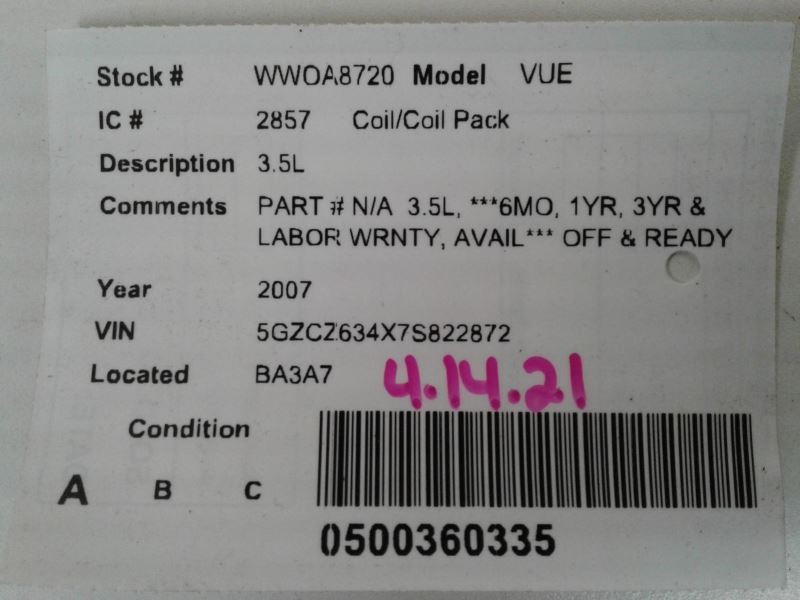 Stock # WWOA8720 Model VUE
IC # 2857 Coil/Coil Pack
Description 3.5L
Comments PART # N/A 3.5L, ***6MO, 1YR, 3YR &
LABOR WRNTY, AVAIL*** OFF & READY
Year 2007
VIN 5GZCZ634X7S822872
Located BA3A7 4.14.21
Condition
A B C
0500360335